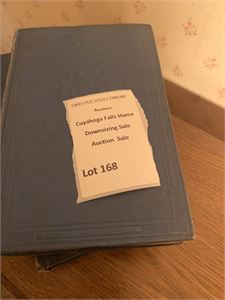 TWO OLD SOULS ONLINE
Auctions
Cuyahoga Falls Home
Downsizing Sale
Auction Sale
Lot 168